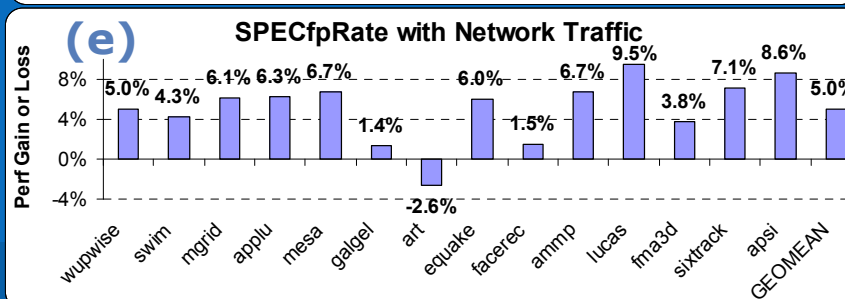 (e)
SPECfpRate with Network Traffic
Perf Gain or Loss
8%
4%
0%
-4%
5.0%
4.3%
6.1%
6.3%
6.7%
1.4%
-2.6%
6.0%
1.5%
6.7%
9.5%
3.8%
7.1%
8.6%
5.0%
wupwise
swim
mgrid
applu
mesa
galgel
art
equake
facerec
ammp
lucas
fma3d
sixtrack
apsi
GEOMEAN